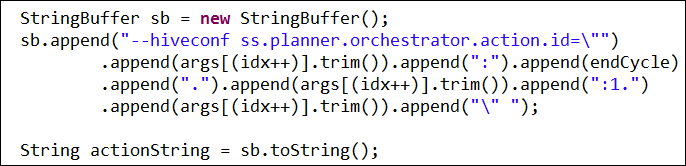 StringBuffer sb = new StringBuffer();
sb.append("--hiveconf ss.planner.orchestrator.action.id=\"")
.append(args[(idx++)].trim()).append(":").append(endCycle)
.append(".").append(args[(idx++)].trim()).append(":1.")
.append(args[(idx++)].trim()).append("\" ");
String actionString = sb.toString();